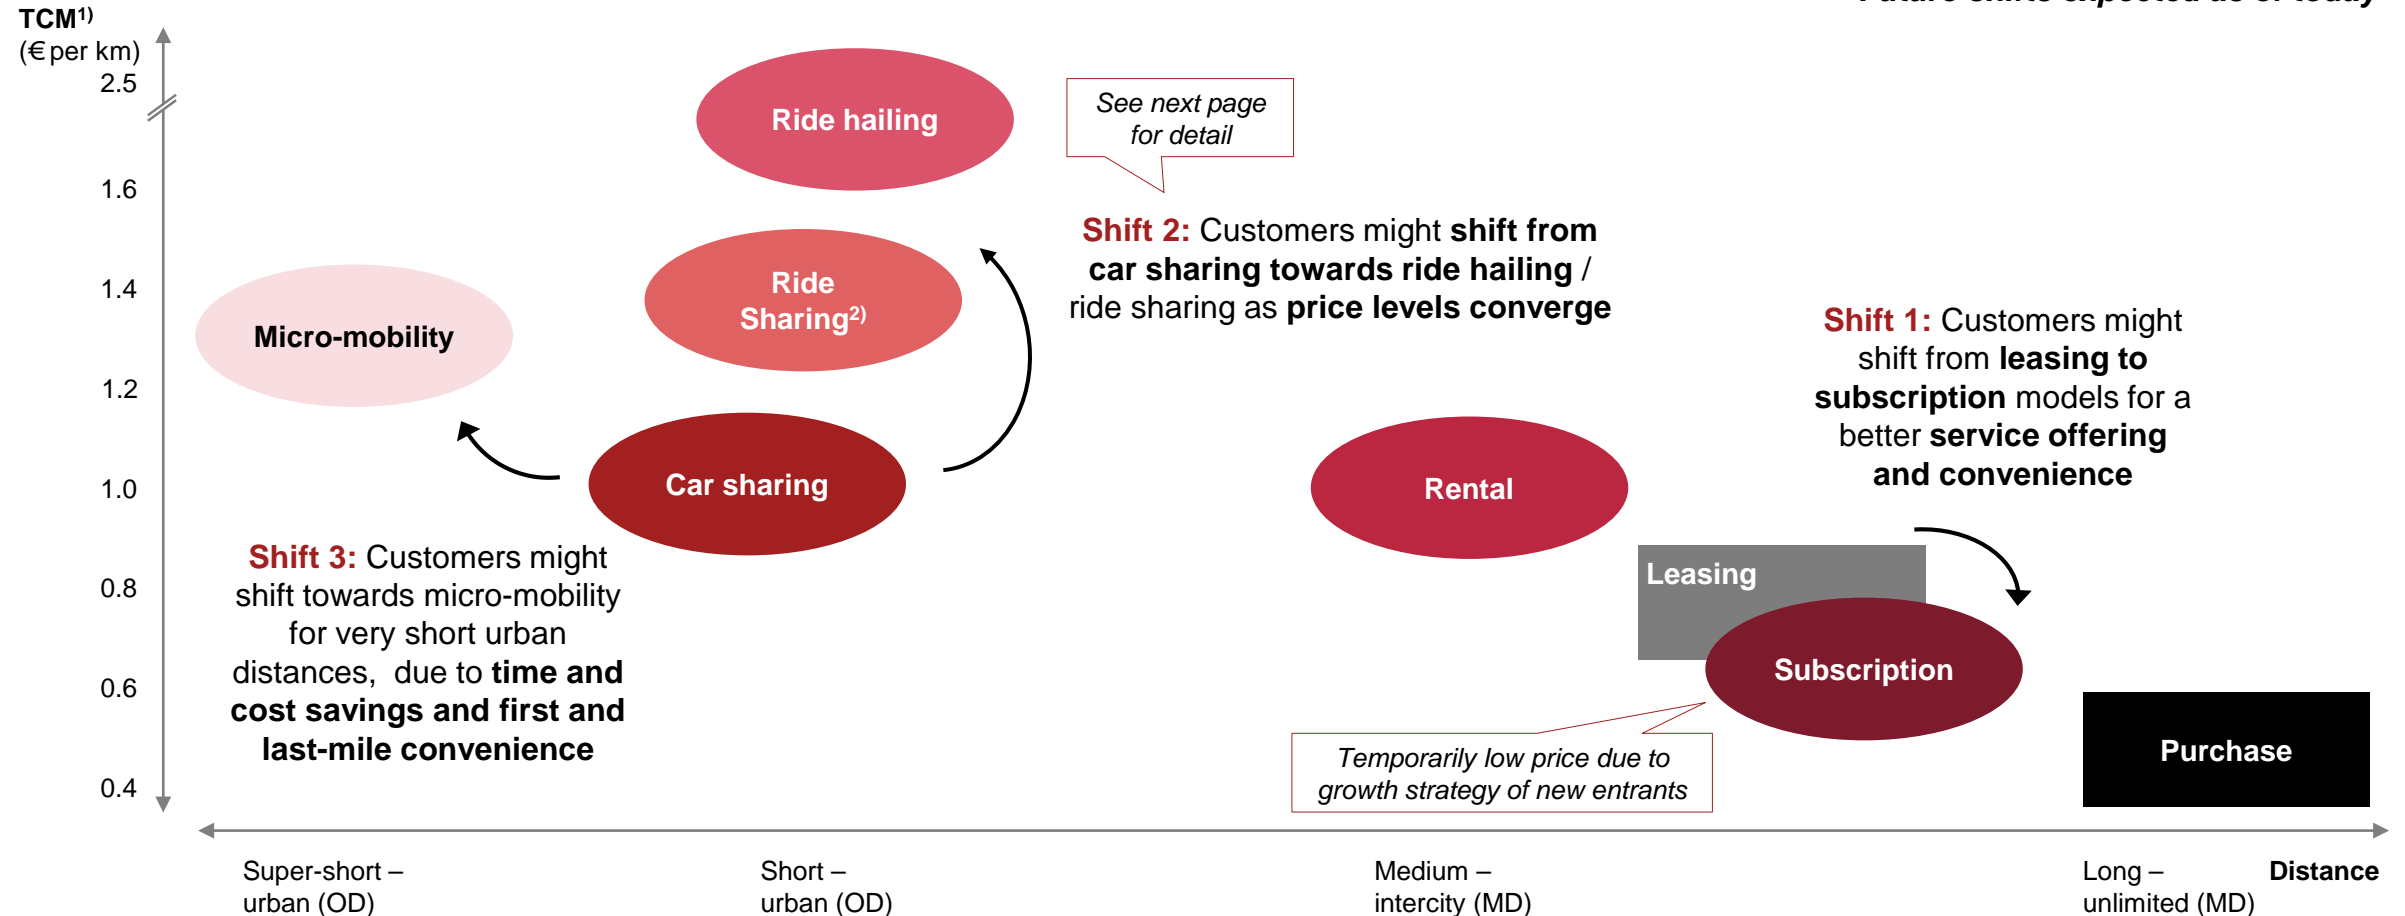 Future shifts expected as of today
TCM1)
(€ per km)
2.5
1.6
1.4
1.2
1.0
0.8
0.6
0.4
Ride hailing
See next page
for detail
Shift 2: Customers might shift from
car sharing towards ride hailing /
ride sharing as price levels converge
Ride
Sharing2)
Micro-mobility
Shift 1: Customers might
shift from leasing to
subscription models for a
better service offering
and convenience
Car sharing
Rental
Shift 3: Customers might
shift towards micro-mobility
for very short urban
distances, due to time and
cost savings and first and
last-mile convenience
Leasing
Subscription
Temporarily low price due to
growth strategy of new entrants
Purchase
Super-short –
urban (OD)
Short –
urban (OD)
Medium –
intercity (MD)
Long –
unlimited (MD)
Distance